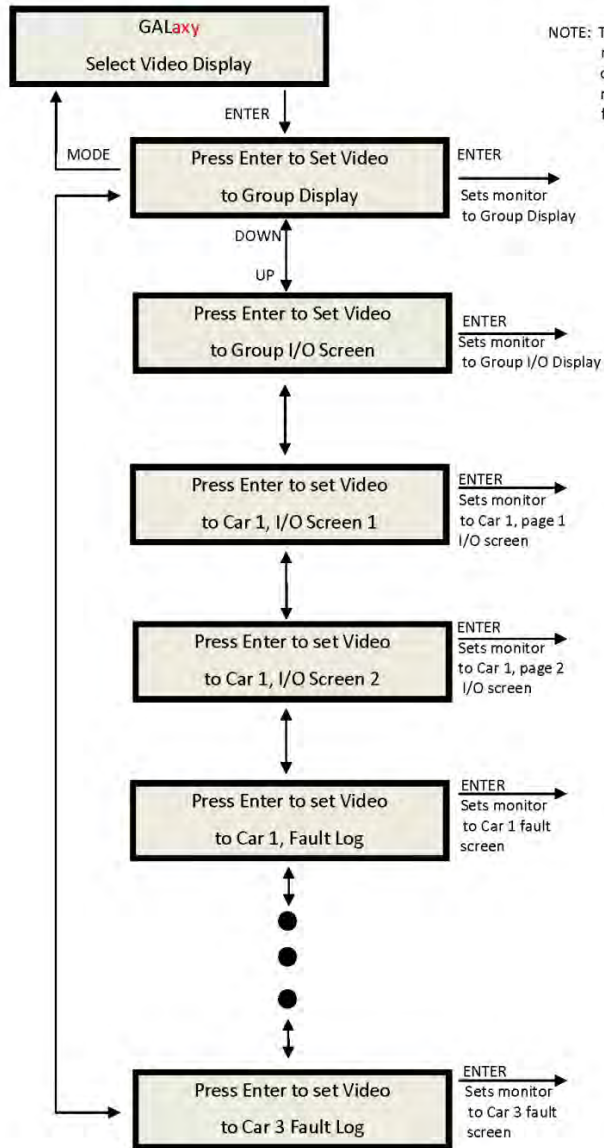 GALaxy
Select Video Display
NOTE:
ENTER
MODE
Press Enter to Set Video
to Group Display
ENTER
Sets monitor
to Group Display
DOWN
UP
Press Enter to Set Video
to Group I/O Screen
ENTER
Sets monitor
to Group I/O Display
Press Enter to set Video
to Car 1, I/O Screen 1
ENTER
Sets monitor
to Car 1, page 1
I/O screen
Press Enter to set Video
to Car 1, I/O Screen 2
ENTER
Sets monitor
to Car 1, page 2
I/O screen
Press Enter to set Video
to Car 1, Fault Log
ENTER
Sets monitor
to Car 1 fault
screen
Press Enter to set Video
to Car 3 Fault Log
ENTER
Sets monitor
to Car 3 fault
screen